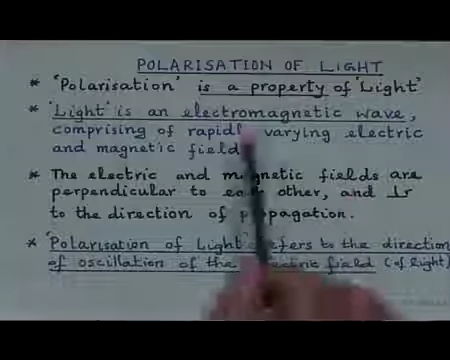 POLARISATION OF LIGHT
* 'Polarisation' is a property of 'Light'
* 'Light' is an electromagnetic wave,
comprising of varying electric
and magnetic
* The electric and magnetic fields are
perpendicular to each other, and ⊥r
to the direction of propagation.
* 'Polarisation of Light' refers to the direction
of oscillation of the electric field (of light)